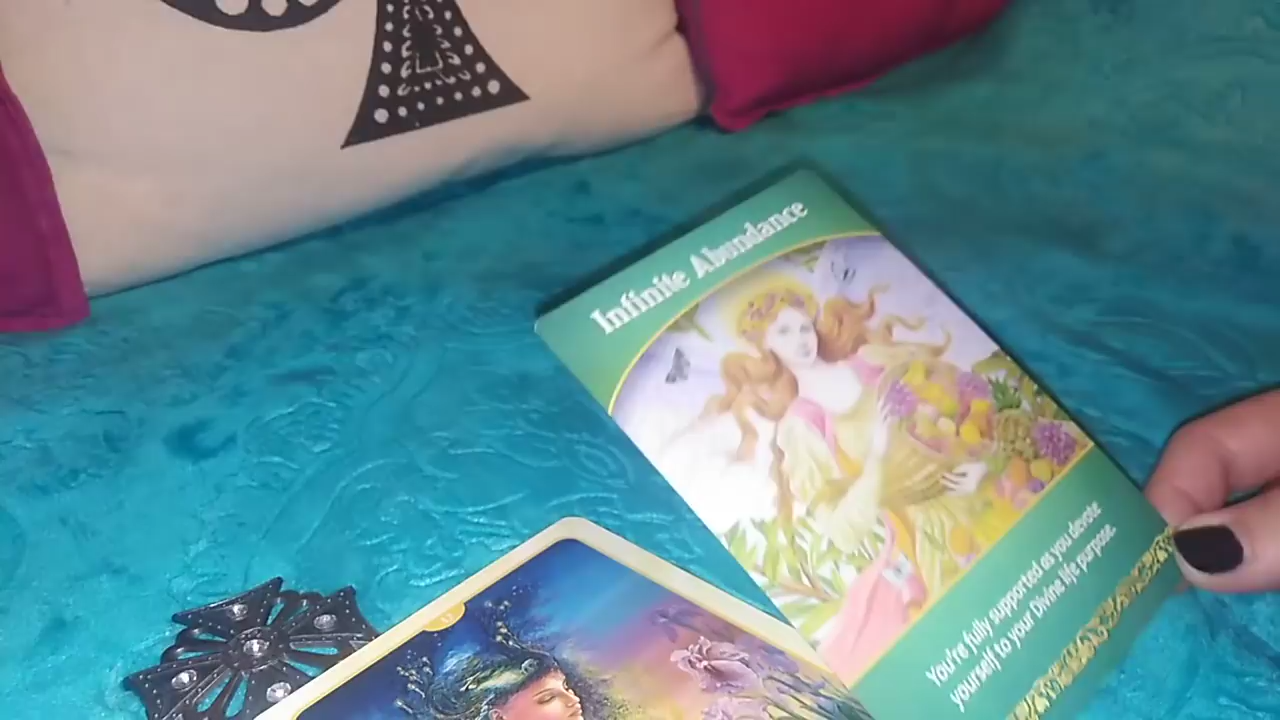 Infinite Abundance
You're fully supported as you devote
yourself to your Divine life purpose.